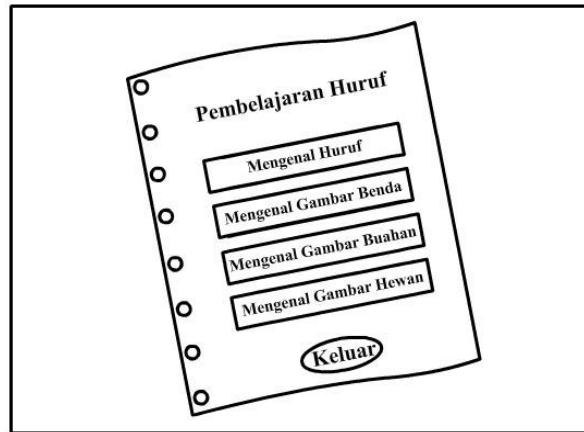 Pembelajaran Huruf
Mengenal Huruf
Mengenal Gambar Benda
Mengenal Gambar Buahan
Mengenal Gambar Hewan
Keluar